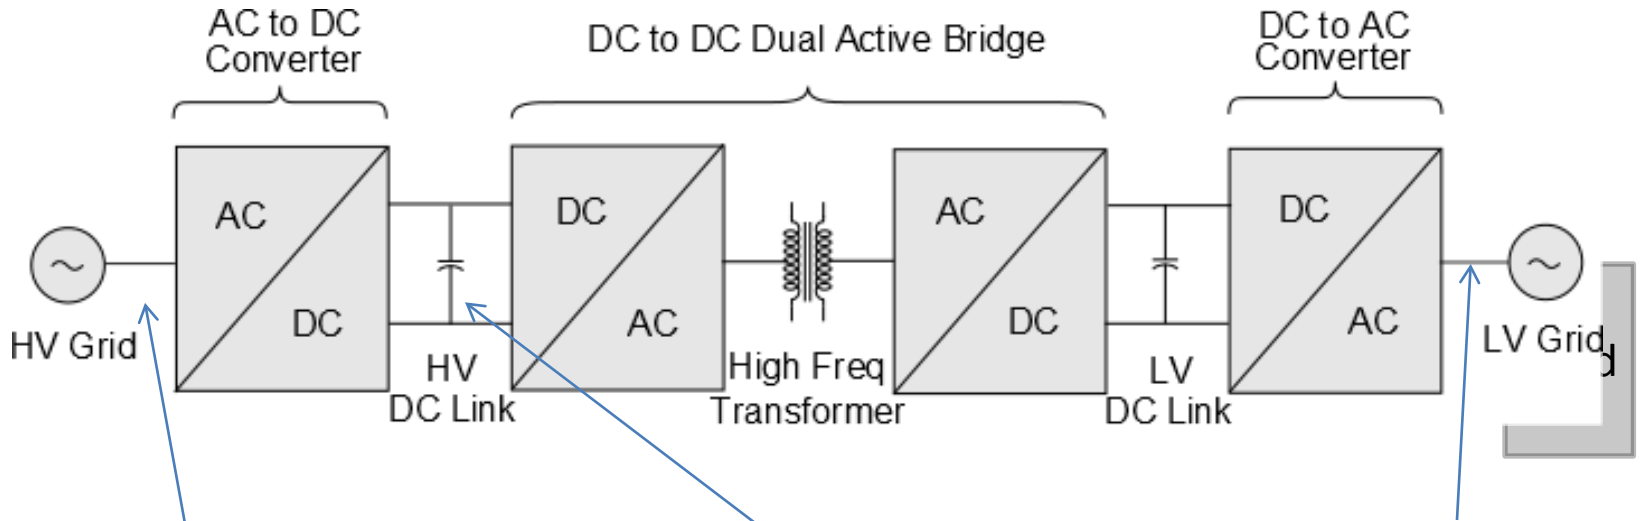 AC to DC
Converter
DC to DC Dual Active Bridge
DC to AC
Converter
AC
DC
DC
AC
AC
DC
DC
AC
HV Grid
HV
DC Link
High Freq
Transformer
LV
DC Link
LV Grid
d